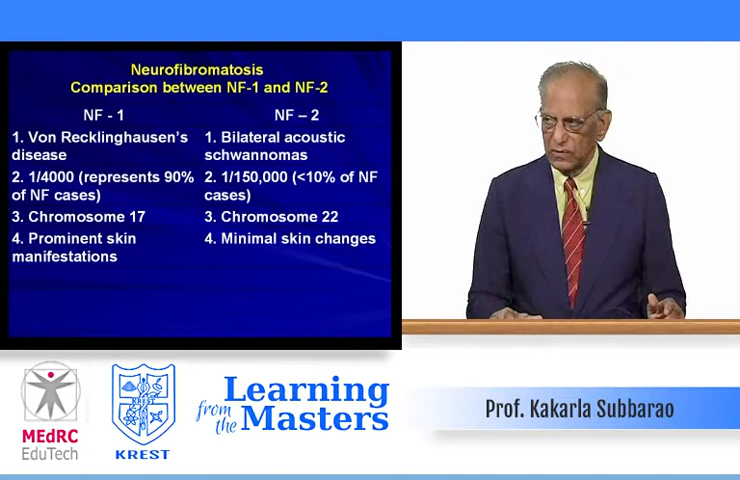 Neurofibromatosis
Comparison between NF-1 and NF-2
NF - 1
1. Von Recklinghausen's
disease
2. 1/4000 (represents 90%
of NF cases)
3. Chromosome 17
4. Prominent skin
manifestations
NF – 2
1. Bilateral acoustic
schwannomas
2. 1/150,000 (<10% of NF
cases)
3. Chromosome 22
4. Minimal skin changes
MEdRC
EduTech
KREST
KREST
Learning
from the
Masters
Prof. Kakarla Subbarao